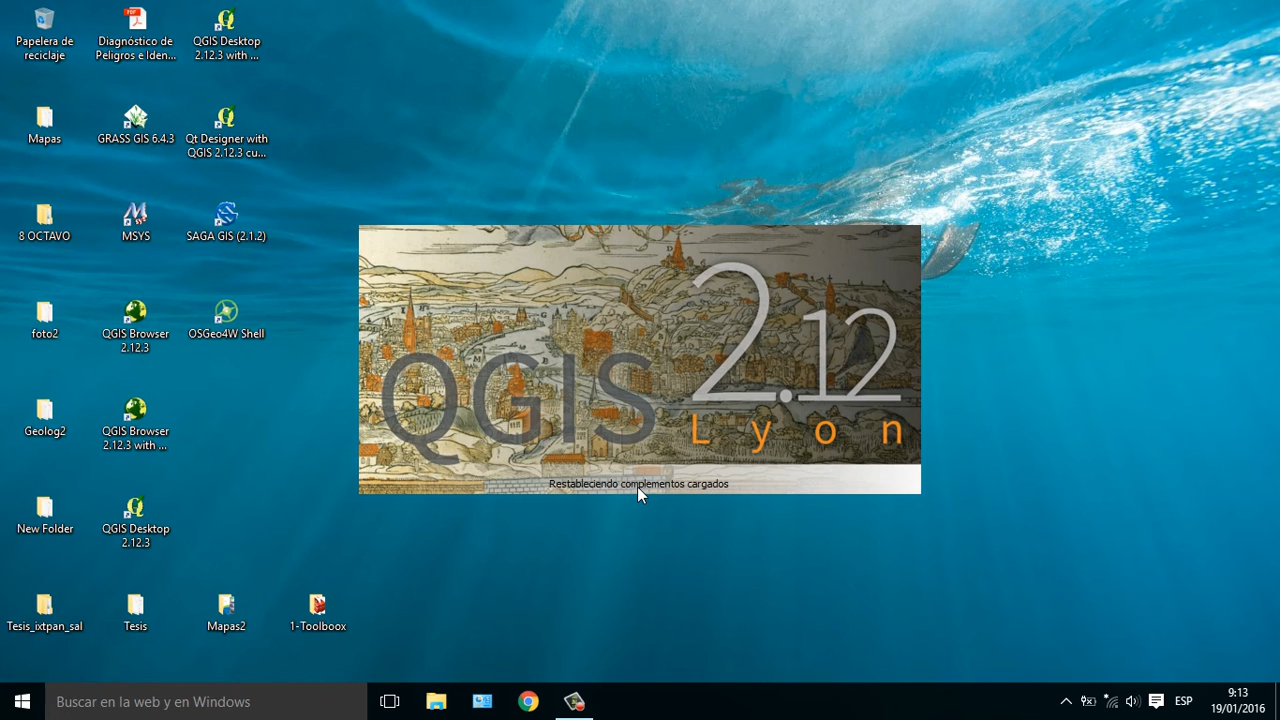 Papelera de
reciclaje
Diagnóstico de
Peligros e Iden...
QGIS Desktop
2.12.3 with ...
Mapas
GRASS GIS 6.4.3
Qt Designer with
QGIS 2.12.3 cu...
8 OCTAVO
MSYS
SAGA GIS (2.1.2)
foto2
QGIS Browser
2.12.3
OSGeo4W Shell
Geolog2
QGIS Browser
2.12.3 with ...
New Folder
QGIS Desktop
2.12.3
Tesis_ixtpan_sal
Tesis
Mapas2
1-Toolboox
QGIS
2.12
Lyon
Restableciendo complementos cargados
Buscar en la web y en Windows
ESP
9:13
19/01/2016